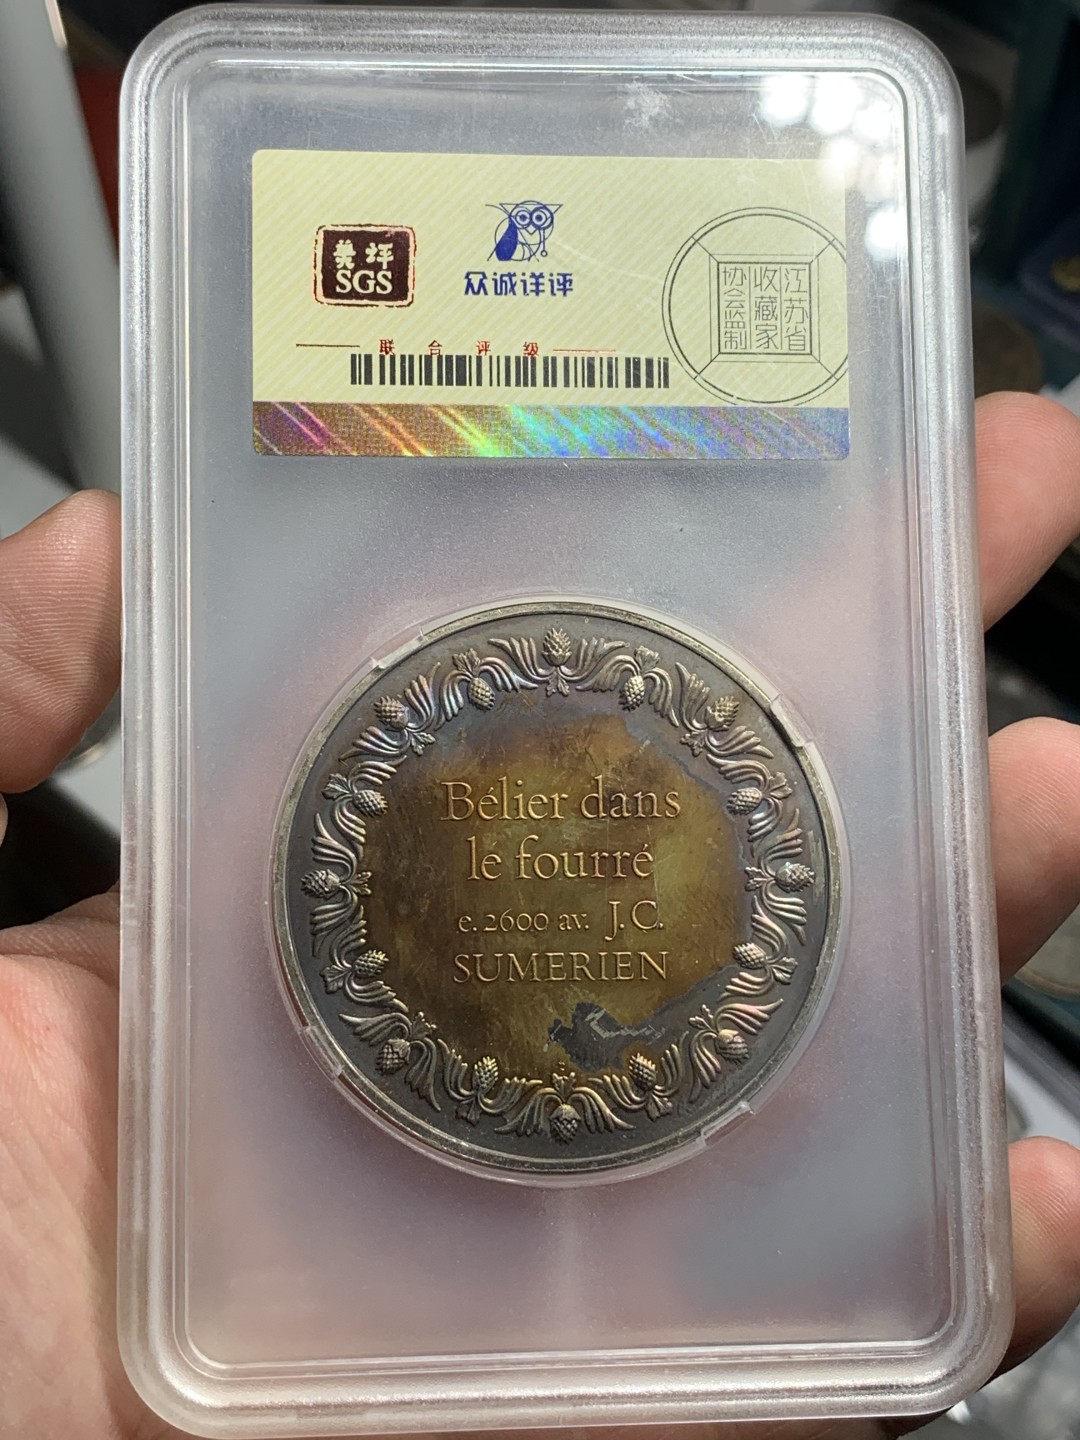 美评
SGS
众诚详评
联合评级
江苏省
收藏家
协会监制
Bélier dans
lé fourré
e. 2600 av. J.C.
SUMERIEN